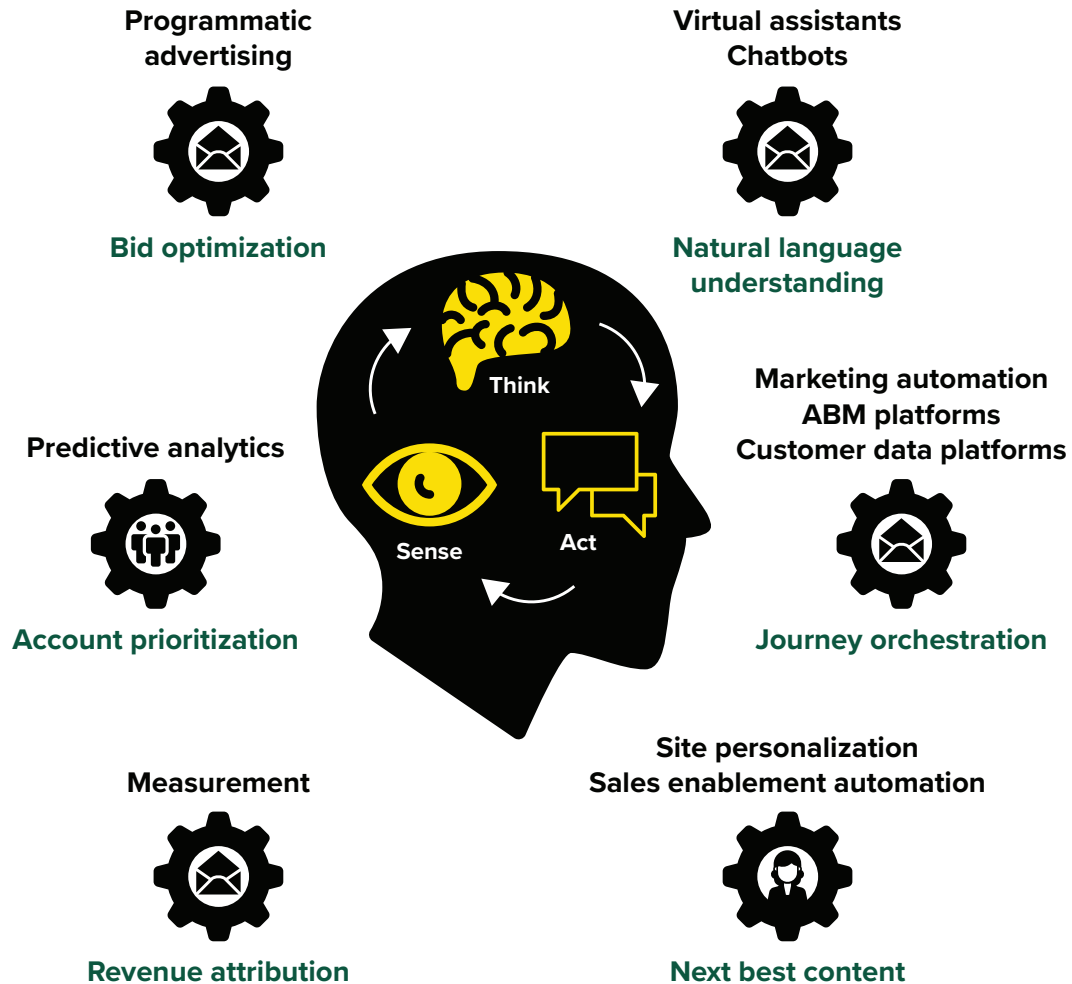 Programmatic
advertising
Bid optimization
Virtual assistants
Chatbots
Natural language
understanding
Think
Sense
Act
Predictive analytics
Account prioritization
Marketing automation
ABM platforms
Customer data platforms
Journey orchestration
Measurement
Revenue attribution
Site personalization
Sales enablement automation
Next best content